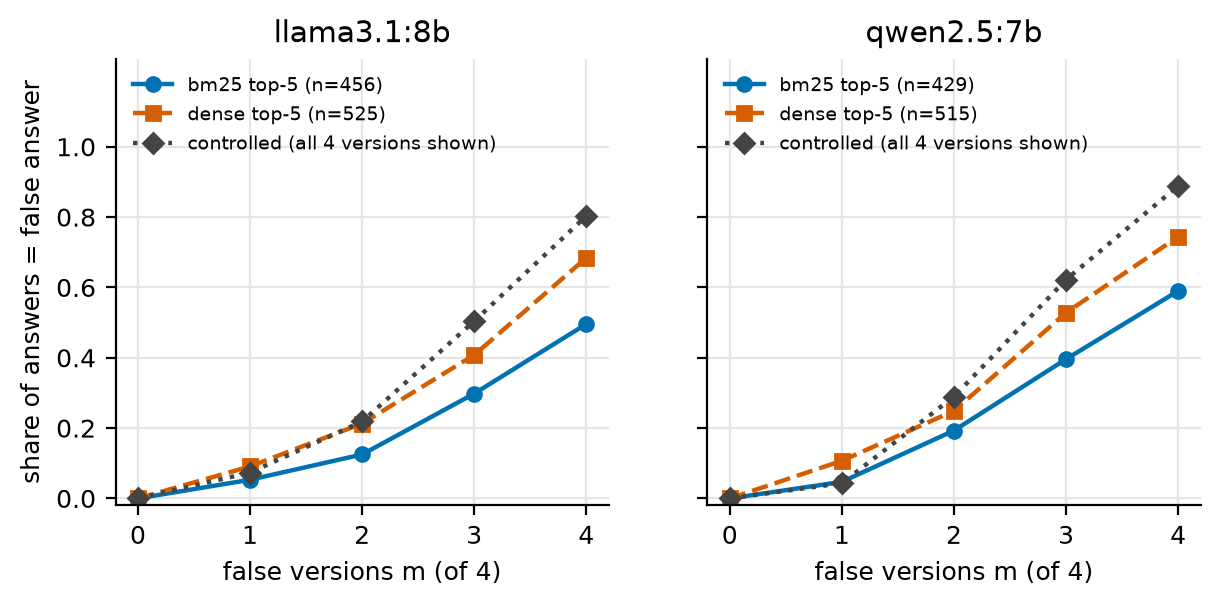 llama3.1:8b
share of answers = false answer
1.0
0.8
0.6
0.4
0.2
0.0
bm25 top-5 (n=456)
dense top-5 (n=525)
controlled (all 4 versions shown)
0 1 2 3 4
false versions m (of 4)
qwen2.5:7b
bm25 top-5 (n=429)
dense top-5 (n=515)
controlled (all 4 versions shown)
0 1 2 3 4
false versions m (of 4)